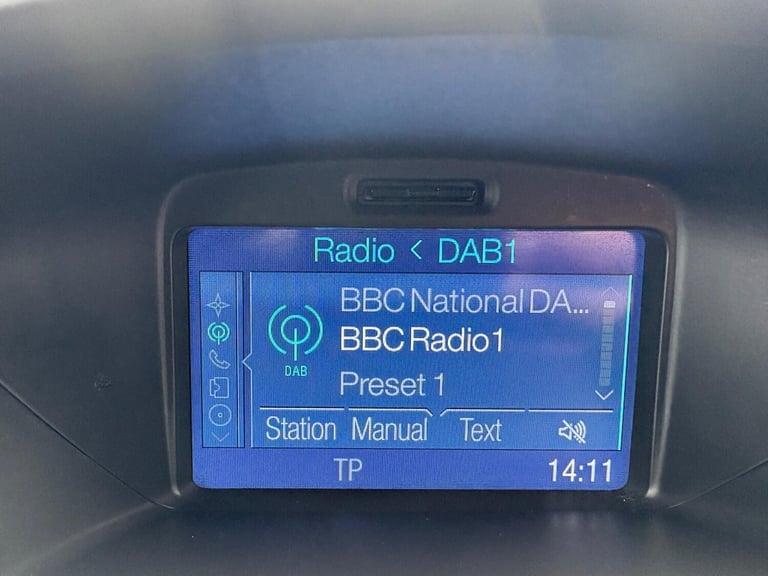 Radio < DAB1
BBC National DA...
BBC Radio1
DAB
Preset 1
Station Manual Text
TP 14:11